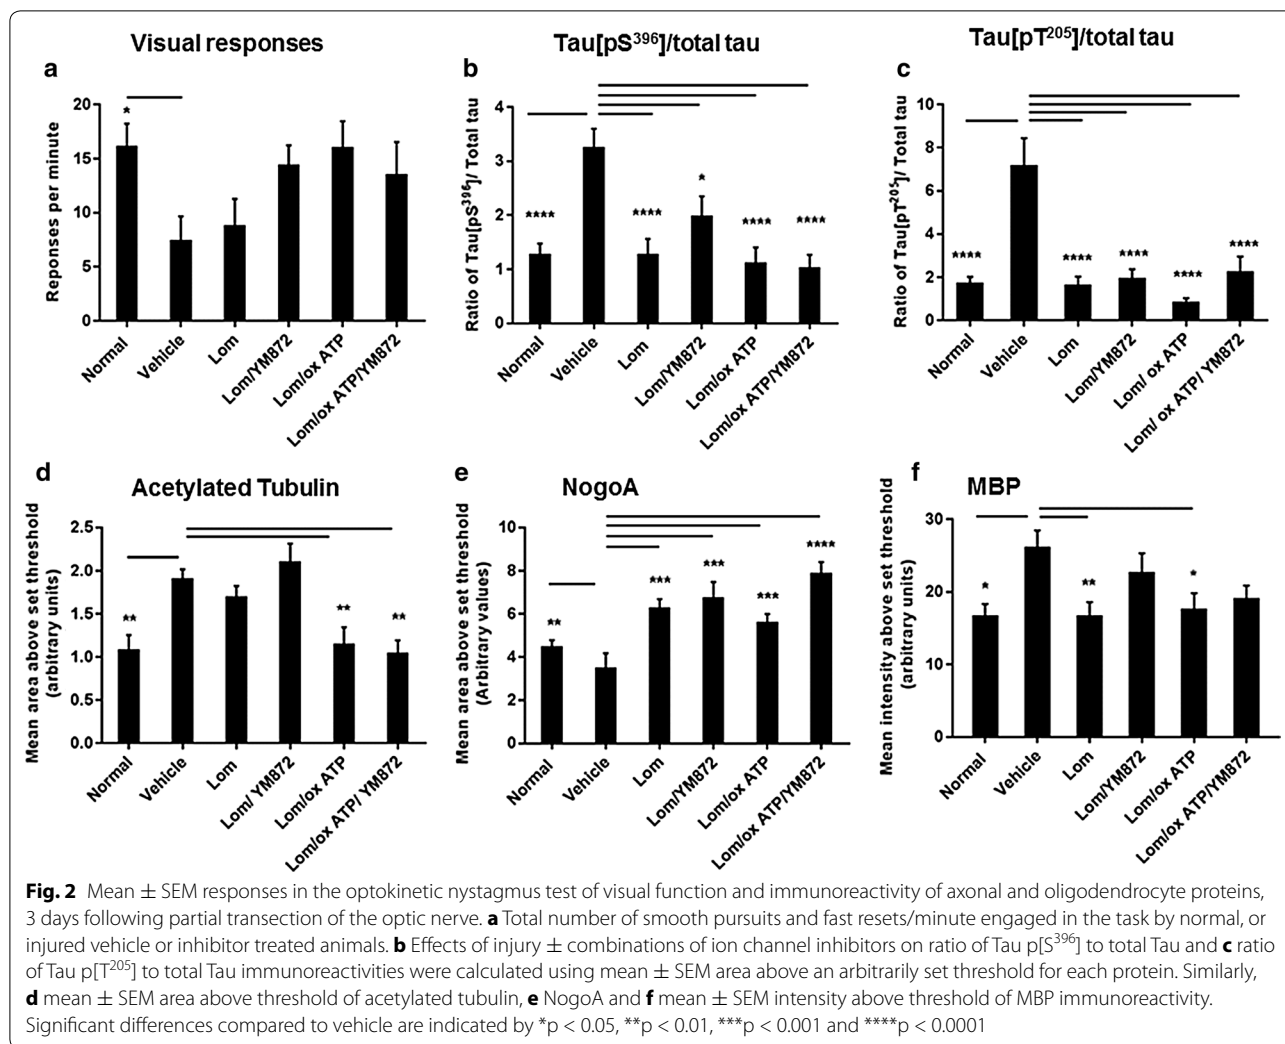 Visual responses
a
Reponses per minute
20
15
10
5
0
*
Normal
Vehicle
Lom
Lom/YM872
Lom/ox ATP
Lom/ox ATP/YM872
Tau[pS396]/total tau
b
Ratio of Tau[pS396]/ Total tau
4
3
2
1
0
****
****
*
****
****
Normal
Vehicle
Lom
Lom/YM872
Lom/ox ATP
Lom/ox ATP/YM872
Tau[pT205]/total tau
c
Ratio of Tau[pT205]/ Total tau
10
8
6
4
2
0
****
****
****
****
****
Normal
Vehicle
Lom
Lom/YM872
Lom/ ox ATP
Lom/ ox ATP/ YM872
d
Acetylated Tubulin
Mean area above set threshold
(arbitrary units)
2.5
2.0
1.5
1.0
0.5
0.0
**
**
**
Normal
Vehicle
Lom
Lom/ YM872
Lom/ox ATP
Lom/ox ATP/ YM872
e
NogoA
Mean area above set threshold
(Arbitrary values)
10
8
6
4
2
0
**
***
***
***
****
Normal
Vehicle
Lom
Lom/YM872
Lom/ox ATP
Lom/ox ATP/YM872
f
MBP
Mean intensity above set threshold
(arbitrary units)
30
20
10
0
*
**
*
Normal
Vehicle
Lom
Lom/YM872
Lom/ox ATP
Lom/ox ATP/YM872
Fig. 2 Mean ± SEM responses in the optokinetic nystagmus test of visual function and immunoreactivity of axonal and oligodendrocyte proteins,
3 days following partial transection of the optic nerve. a Total number of smooth pursuits and fast resets/minute engaged in the task by normal, or
injured vehicle or inhibitor treated animals. b Effects of injury ± combinations of ion channel inhibitors on ratio of Tau p[S396] to total Tau and c ratio
of Tau p[T205] to total Tau immunoreactivities were calculated using mean ± SEM area above an arbitrarily set threshold for each protein. Similarly,
d mean ± SEM area above threshold of acetylated tubulin, e NogoA and f mean ± SEM intensity above threshold of MBP immunoreactivity.
Significant differences compared to vehicle are indicated by *p < 0.05, **p < 0.01, ***p < 0.001 and ****p < 0.0001